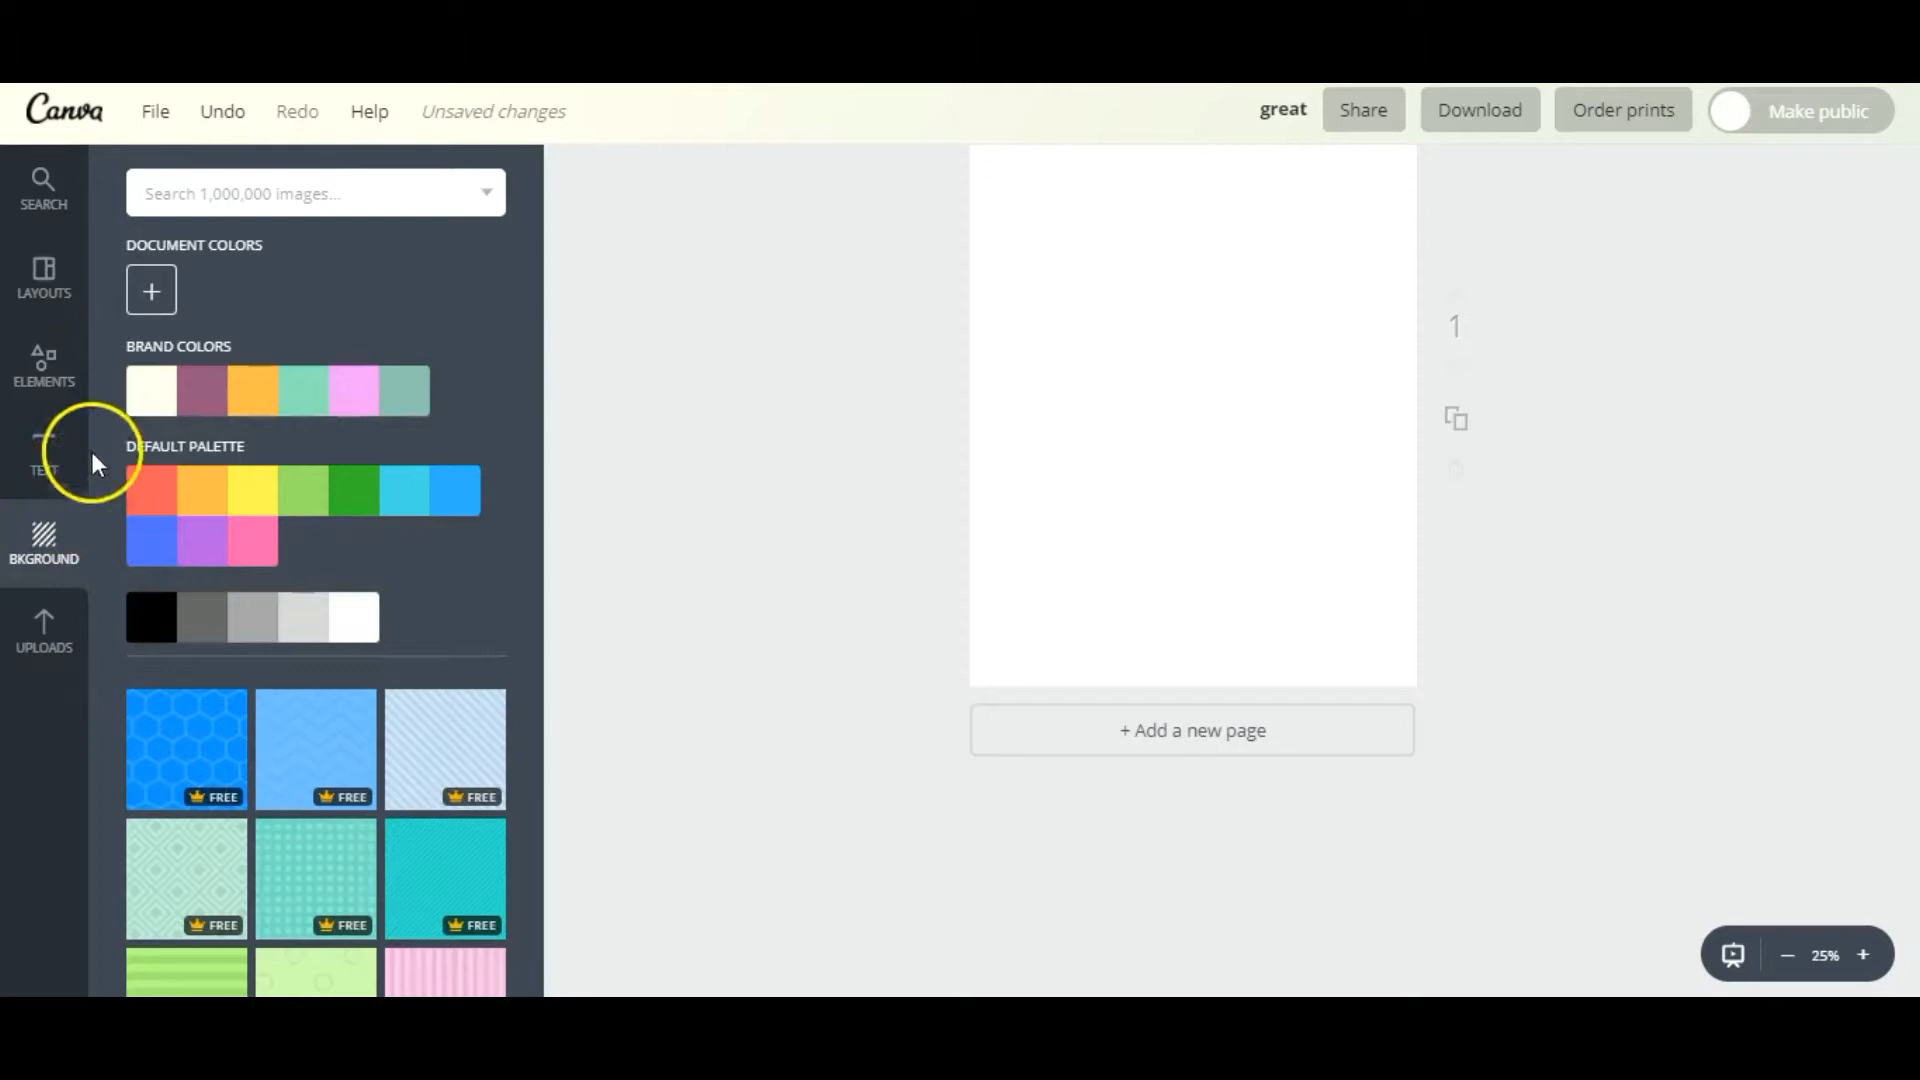 Canva File Undo Redo Help Unsaved changes great Share Download Order prints Make public
SEARCH
LAYOUTS
ELEMENTS
TEXT
BKGROUND
UPLOADS
Search 1,000,000 images...
DOCUMENT COLORS
+
BRAND COLORS
DEFAULT PALETTE
FREE FREE FREE
FREE FREE FREE
1
+ Add a new page
− 25% +